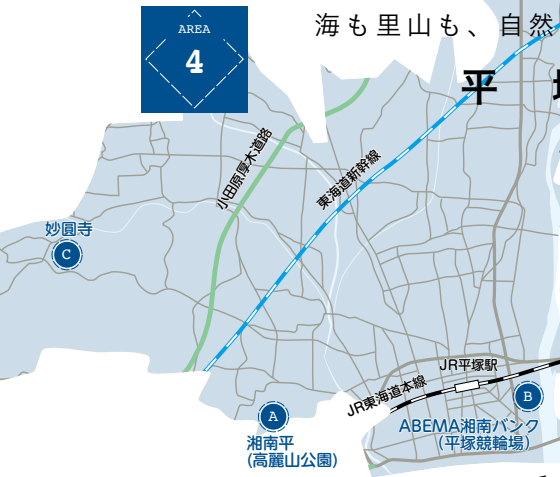 AREA
4
海も里山も、自然
平
小田原厚木道路
東海道新幹線
妙圓寺
C
JR平塚駅
JR東海道本線
B
ABEMA湘南バンク
(平塚競輪場)
A
湘南平
(高麗山公園)